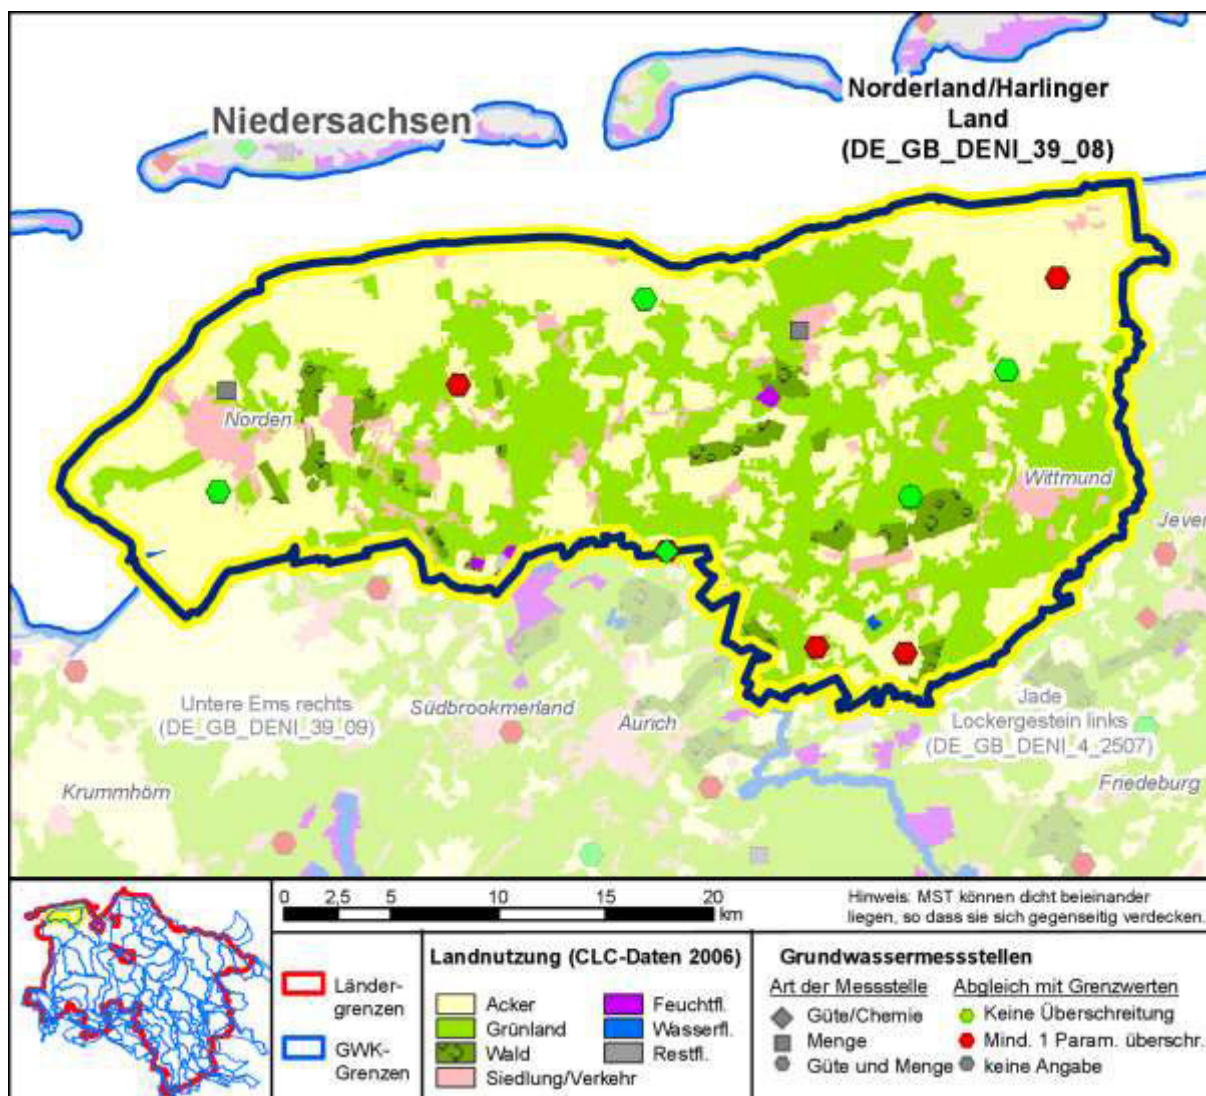 Niedersachsen
Norderland/Harlinger
Land
(DE_GB_DENI_39_08)
Norden
Wittmund
Jever
Untere Ems rechts
(DE_GB_DENI_39_09)
Südbrookmerland
Aurich
Jade
Lockergestein links
(DE_GB_DENI_4_2507)
Krummhörn
Friedeburg
0 2,5 5 10 15 20
km
Hinweis: MST können dicht beieinander
liegen, so dass sie sich gegenseitig verdecken.
Länder-
grenzen
GWK-
Grenzen
Landnutzung (CLC-Daten 2006)
Acker
Grünland
Wald
Siedlung/Verkehr
Feuchtfl.
Wasserfl.
Restfl.
Grundwassermessstellen
Art der Messstelle
Güte/Chemie
Menge
Güte und Menge
Abgleich mit Grenzwerten
Keine Überschreitung
Mind. 1 Param. überschr.
keine Angabe